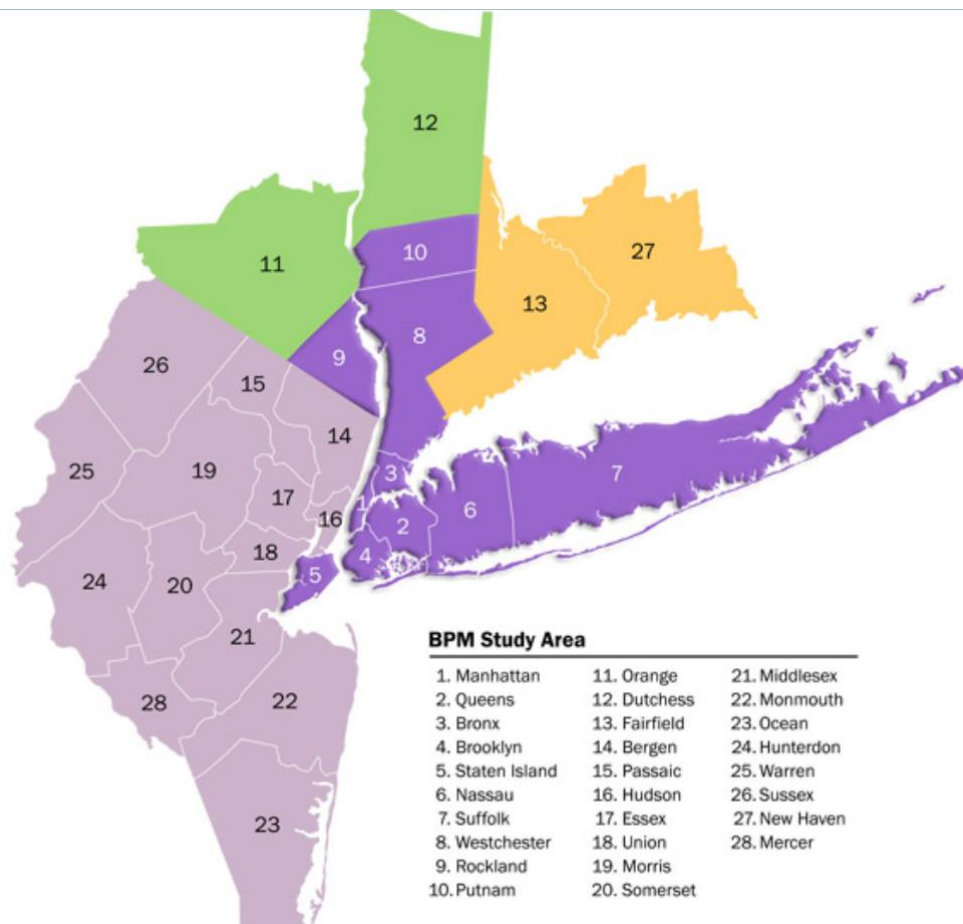 12
11
10
27
13
8
9
26
15
14
25
19
7
17
3
6
1
16
2
18
4
5
24
20
21
22
28
23
BPM Study Area
1. Manhattan
2. Queens
3. Bronx
4. Brooklyn
5. Staten Island
6. Nassau
7. Suffolk
8. Westchester
9. Rockland
10. Putnam
11. Orange
12. Dutchess
13. Fairfield
14. Bergen
15. Passaic
16. Hudson
17. Essex
18. Union
19. Morris
20. Somerset
21. Middlesex
22. Monmouth
23. Ocean
24. Hunterdon
25. Warren
26. Sussex
27. New Haven
28. Mercer